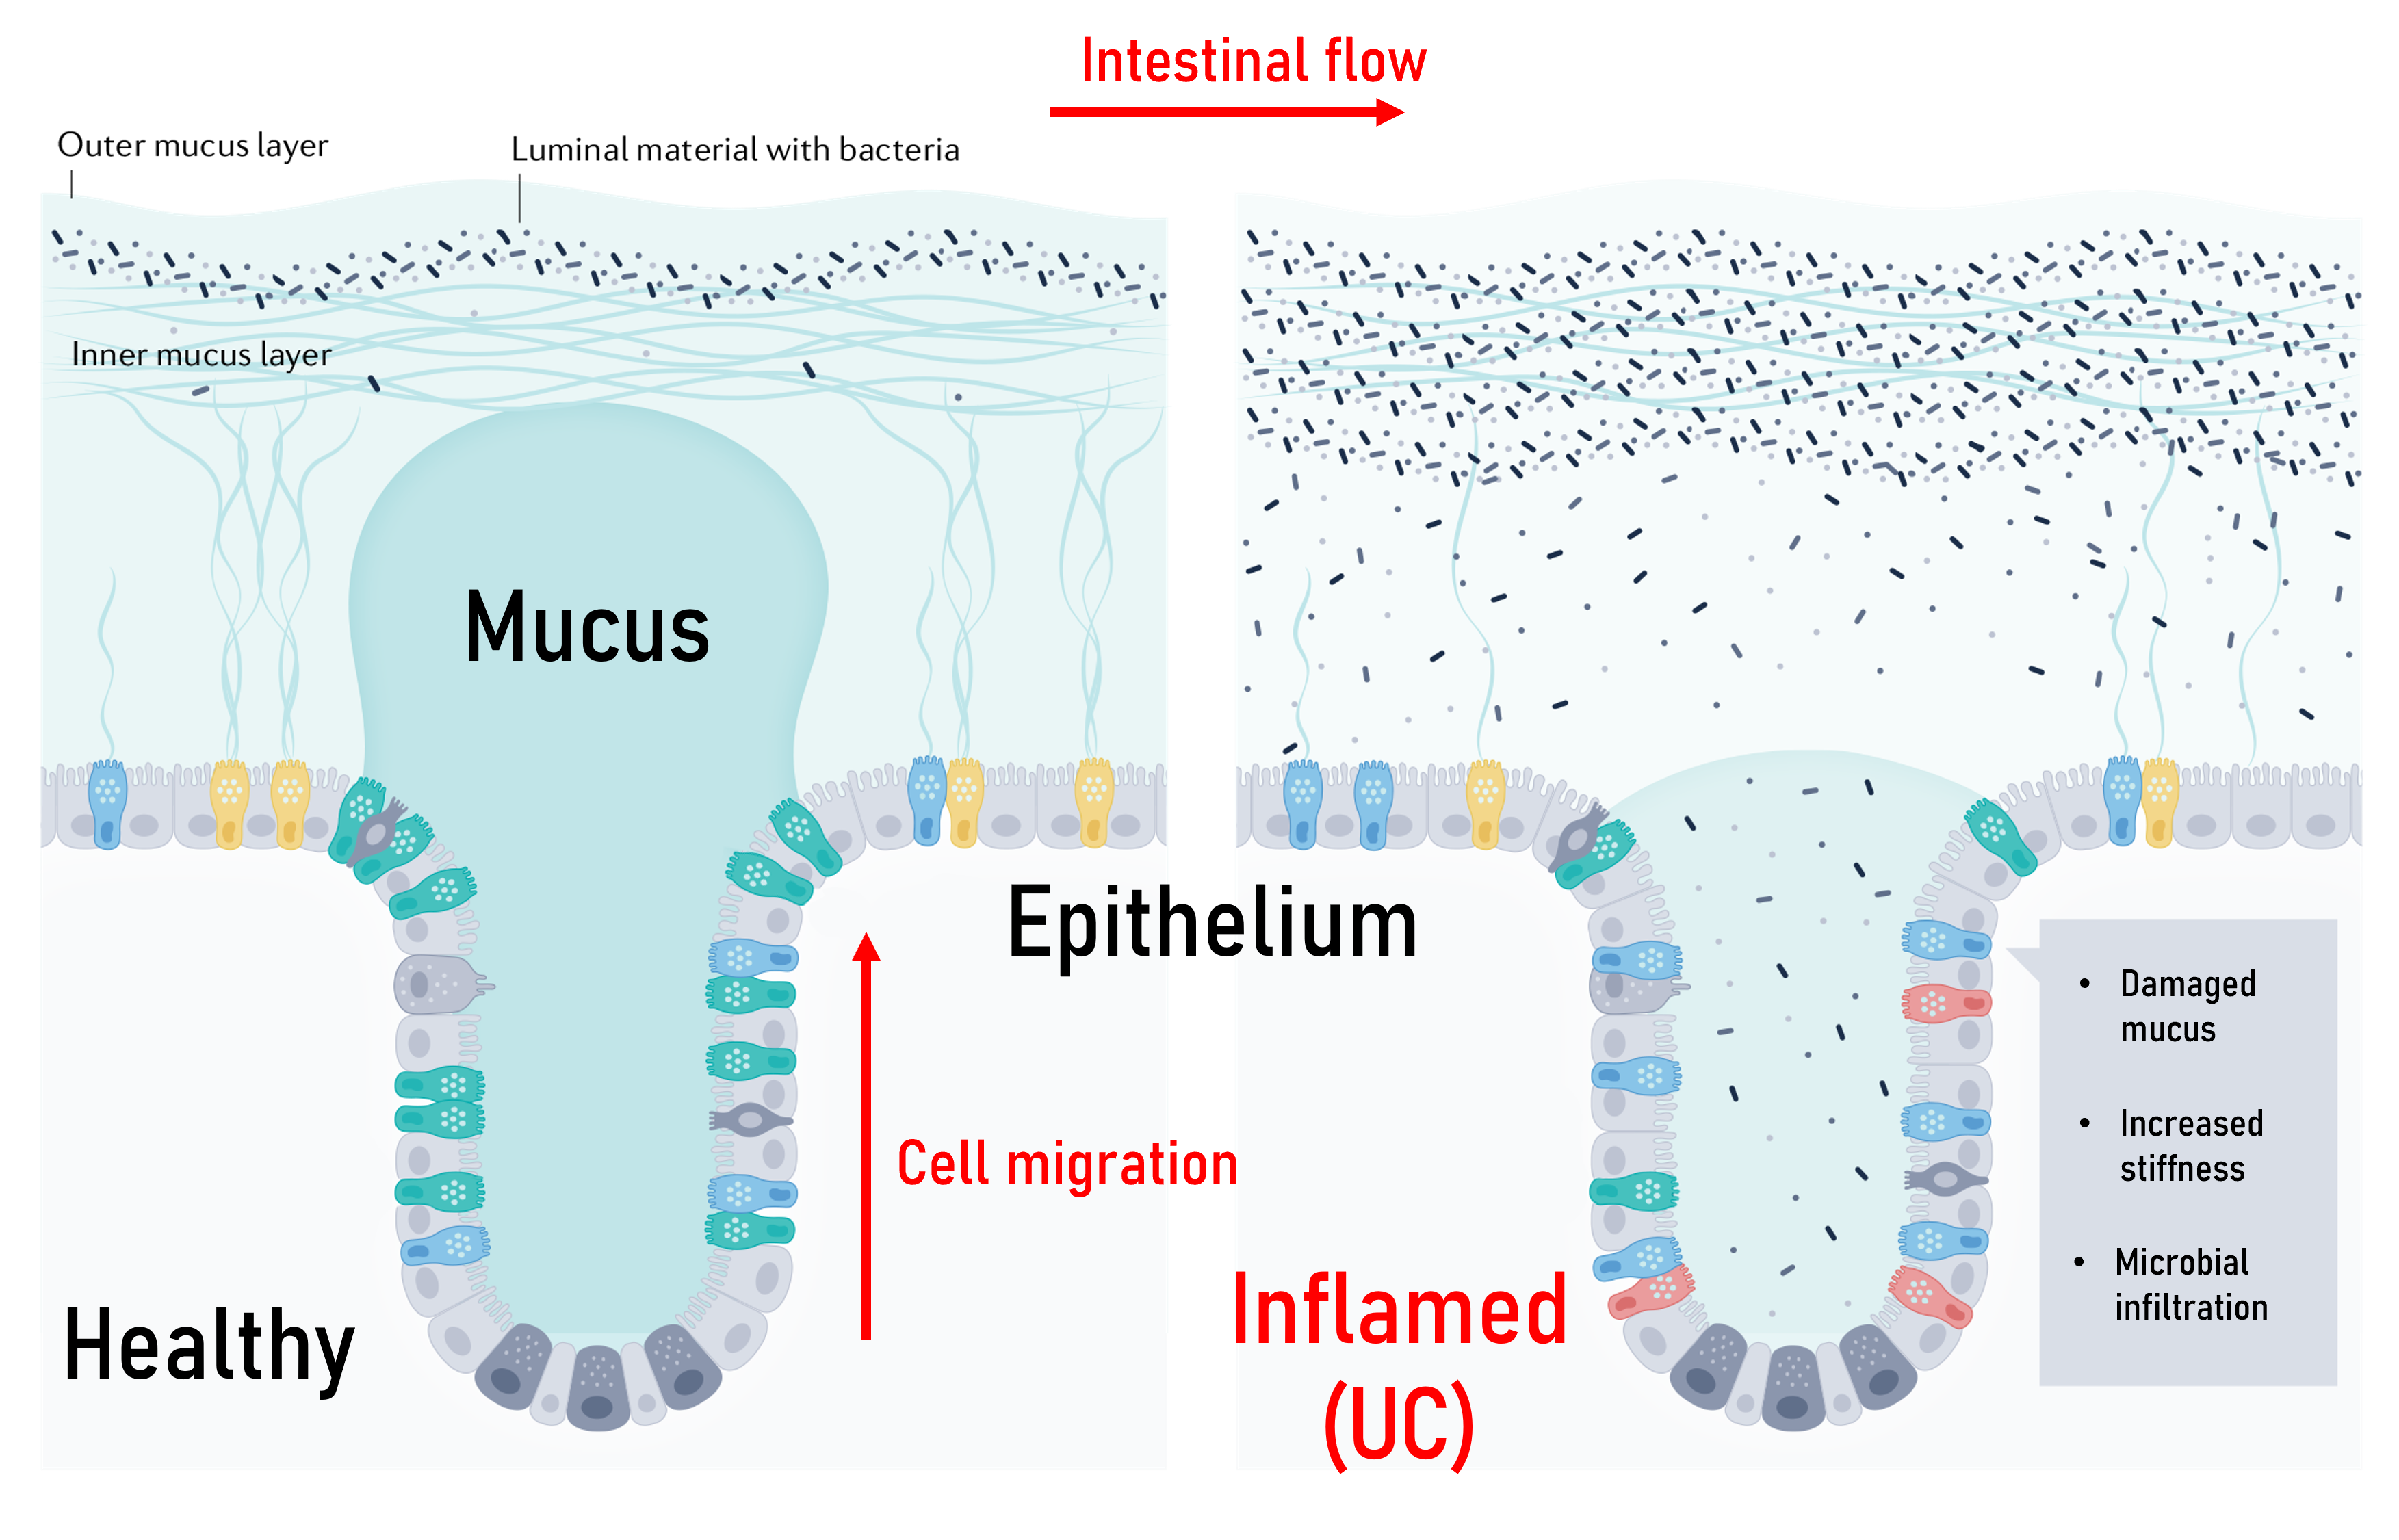 Intestinal flow
Outer mucus layer
Luminal material with bacteria
Inner mucus layer
Mucus
Epithelium
Cell migration
Healthy
Inflamed
(UC)
• Damaged
mucus
• Increased
stiffness
• Microbial
infiltration